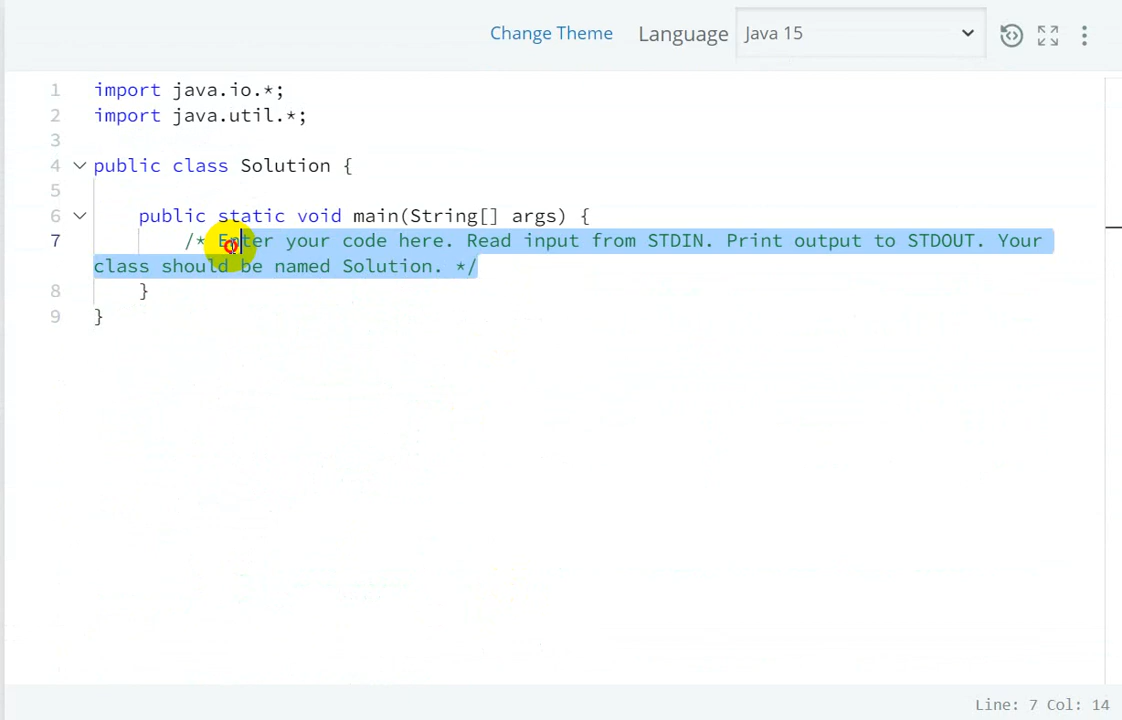 Change Theme Language Java 15
1 import java.io.*;
2 import java.util.*;
3
4 public class Solution {
5
6 public static void main(String[] args) {
7 /* Enter your code here. Read input from STDIN. Print output to STDOUT. Your
class should be named Solution. */
8 }
9 }
Line: 7 Col: 14